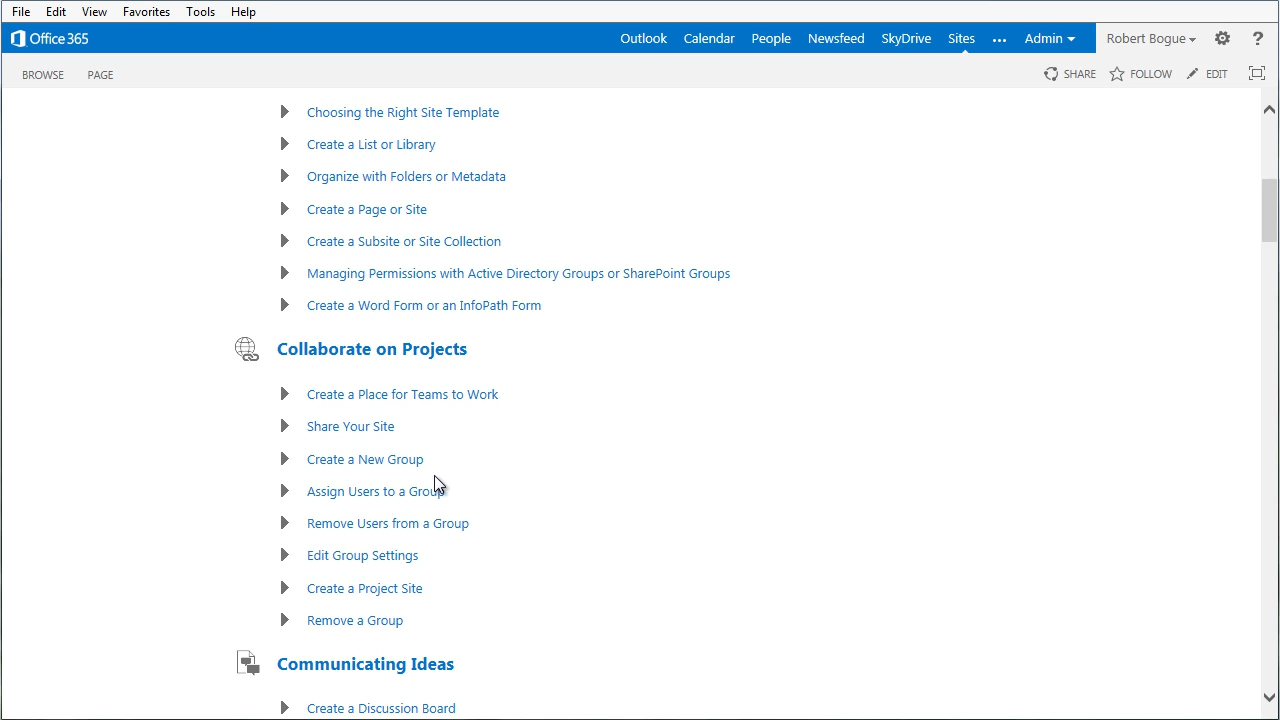 File Edit View Favorites Tools Help
Office 365 Outlook Calendar People Newsfeed SkyDrive Sites ... Admin Robert Bogue ?
BROWSE PAGE SHARE FOLLOW EDIT
Choosing the Right Site Template
Create a List or Library
Organize with Folders or Metadata
Create a Page or Site
Create a Subsite or Site Collection
Managing Permissions with Active Directory Groups or SharePoint Groups
Create a Word Form or an InfoPath Form
Collaborate on Projects
Create a Place for Teams to Work
Share Your Site
Create a New Group
Assign Users to a Group
Remove Users from a Group
Edit Group Settings
Create a Project Site
Remove a Group
Communicating Ideas
Create a Discussion Board